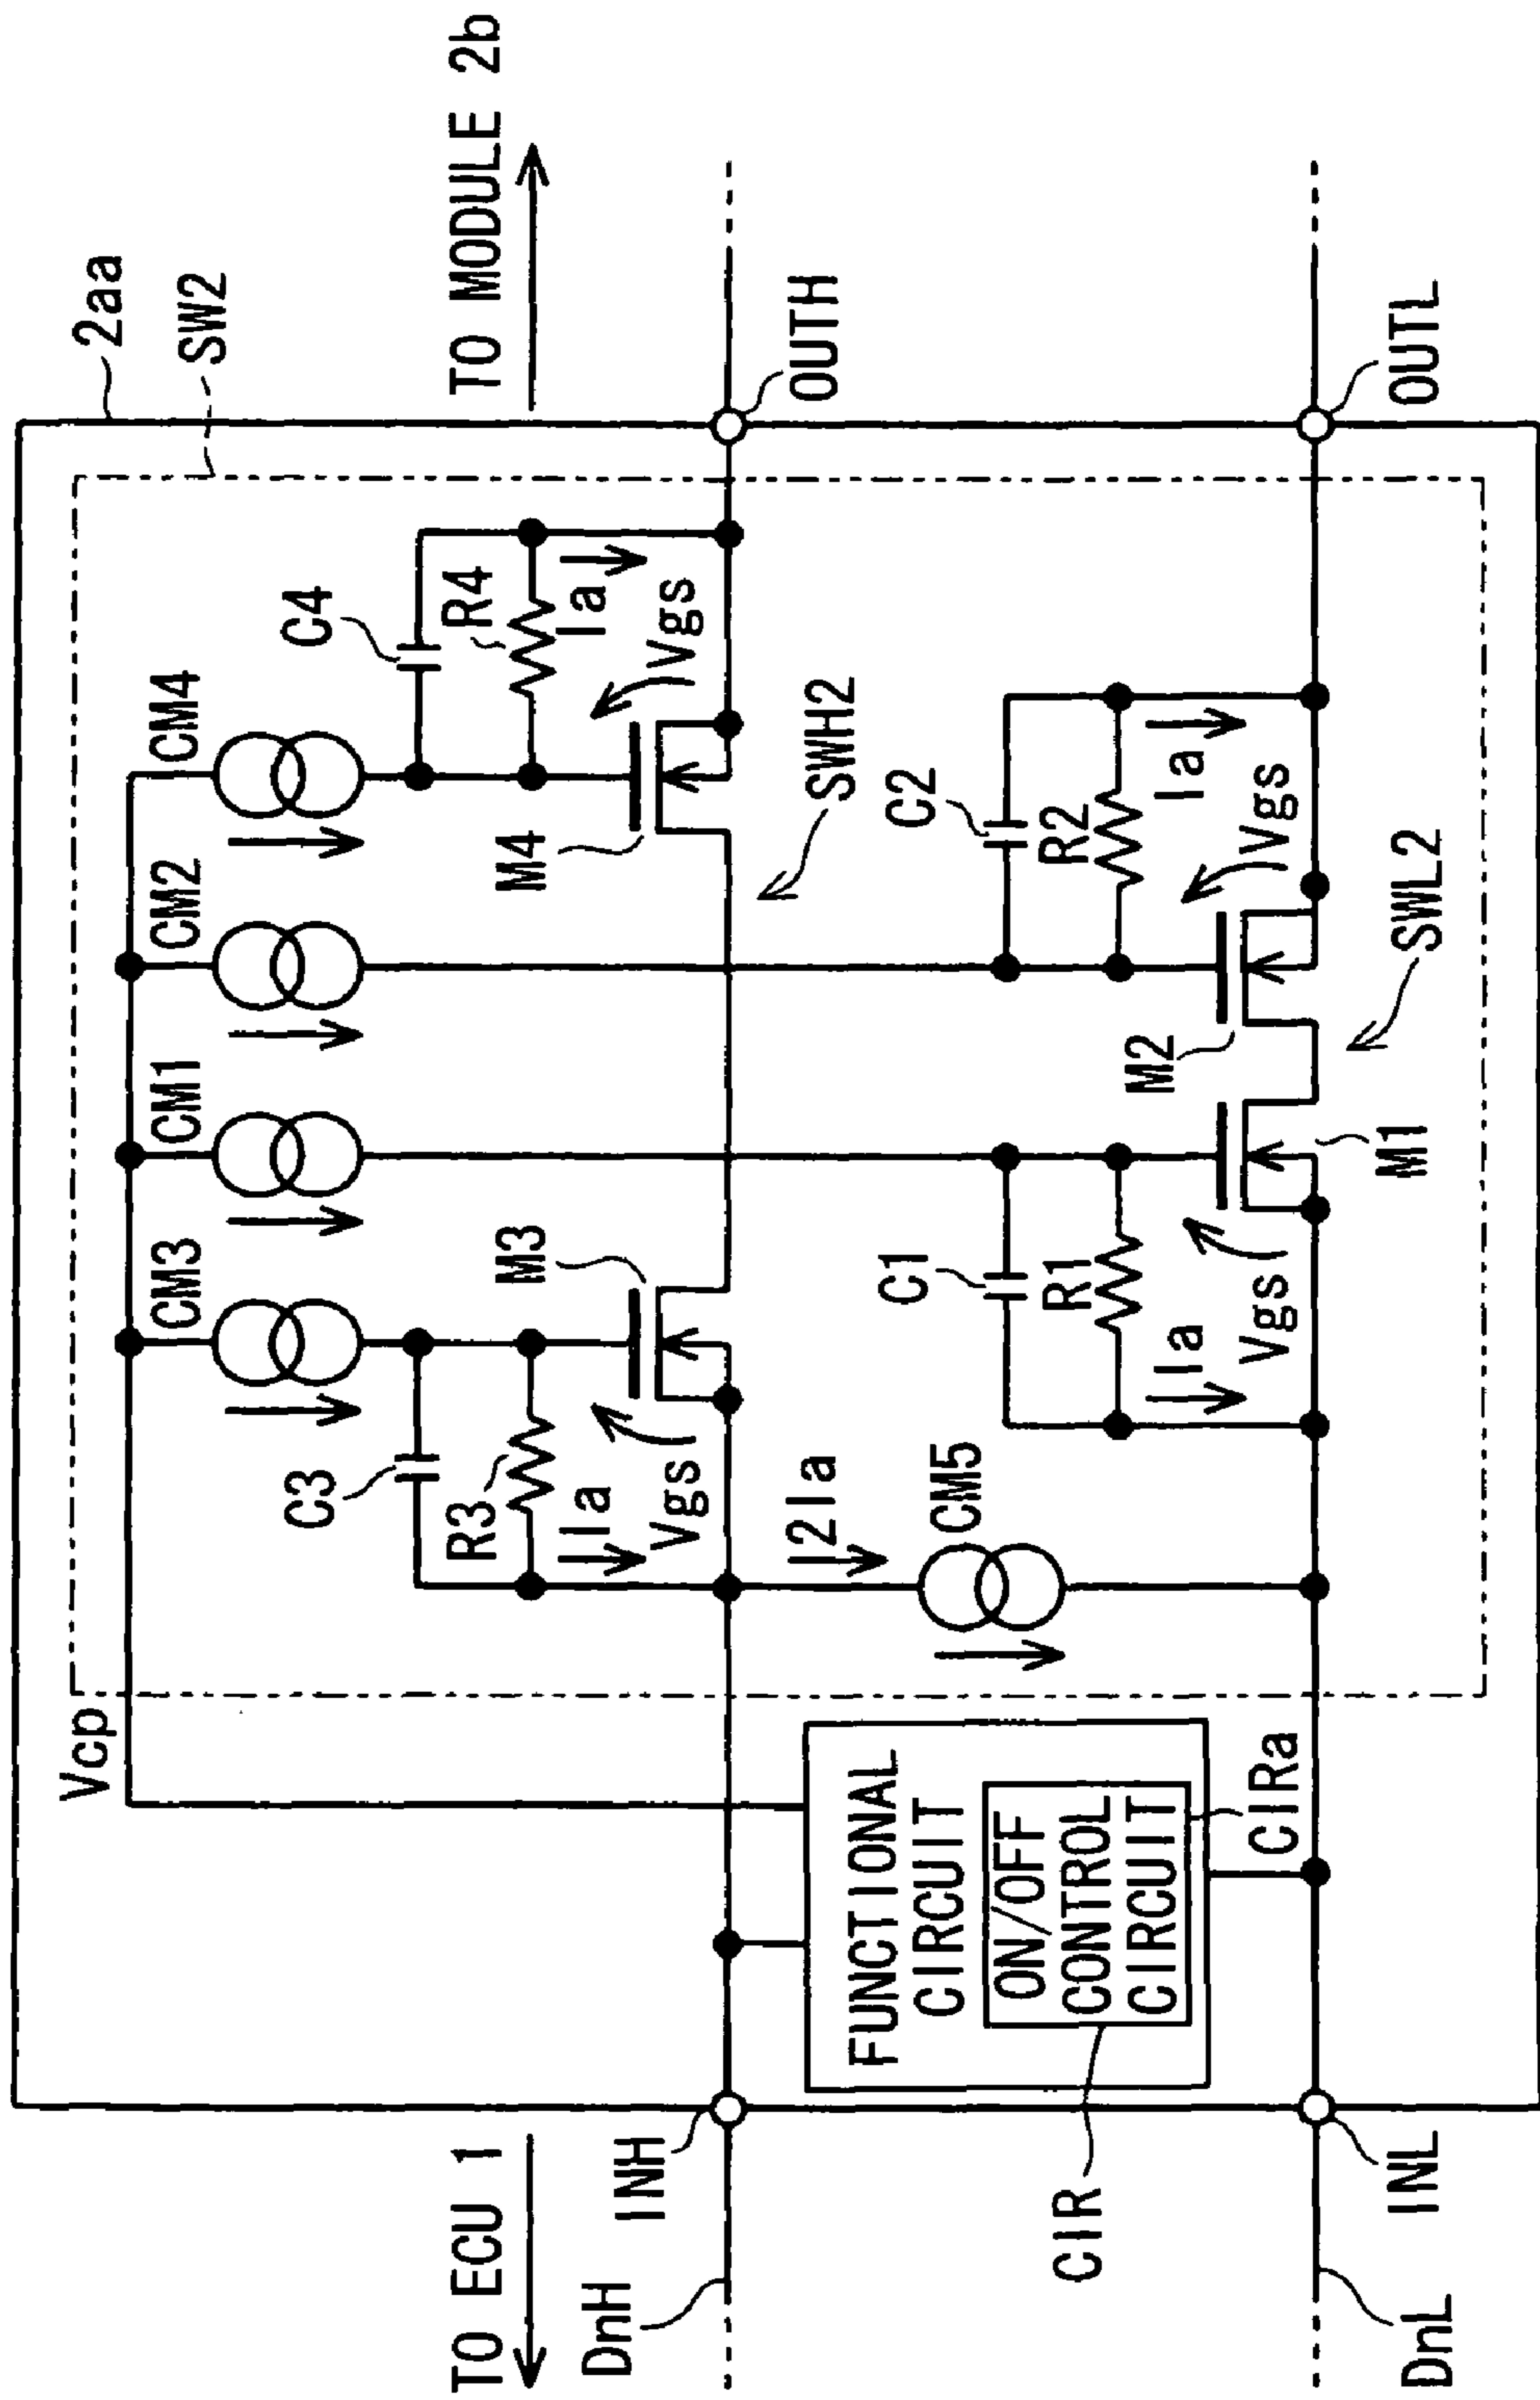 2aa
SW2
TO MODULE 2b
TO ECU 1
Vcp
CM3
CM1
CM2
CM4
C3
C4
R3
R4
Ia
Ia
M3
M4
Vgs
Vgs
INH
DnH
OUTH
SWH2
2Ia
CM5
FUNCTIONAL
CIRCUIT
ON/OFF
CONTROL
CIRCUIT
CIR
CIRa
C1
C2
R1
R2
Ia
Ia
M2
Vgs
Vgs
M1
SWL2
INL
DnL
OUTL